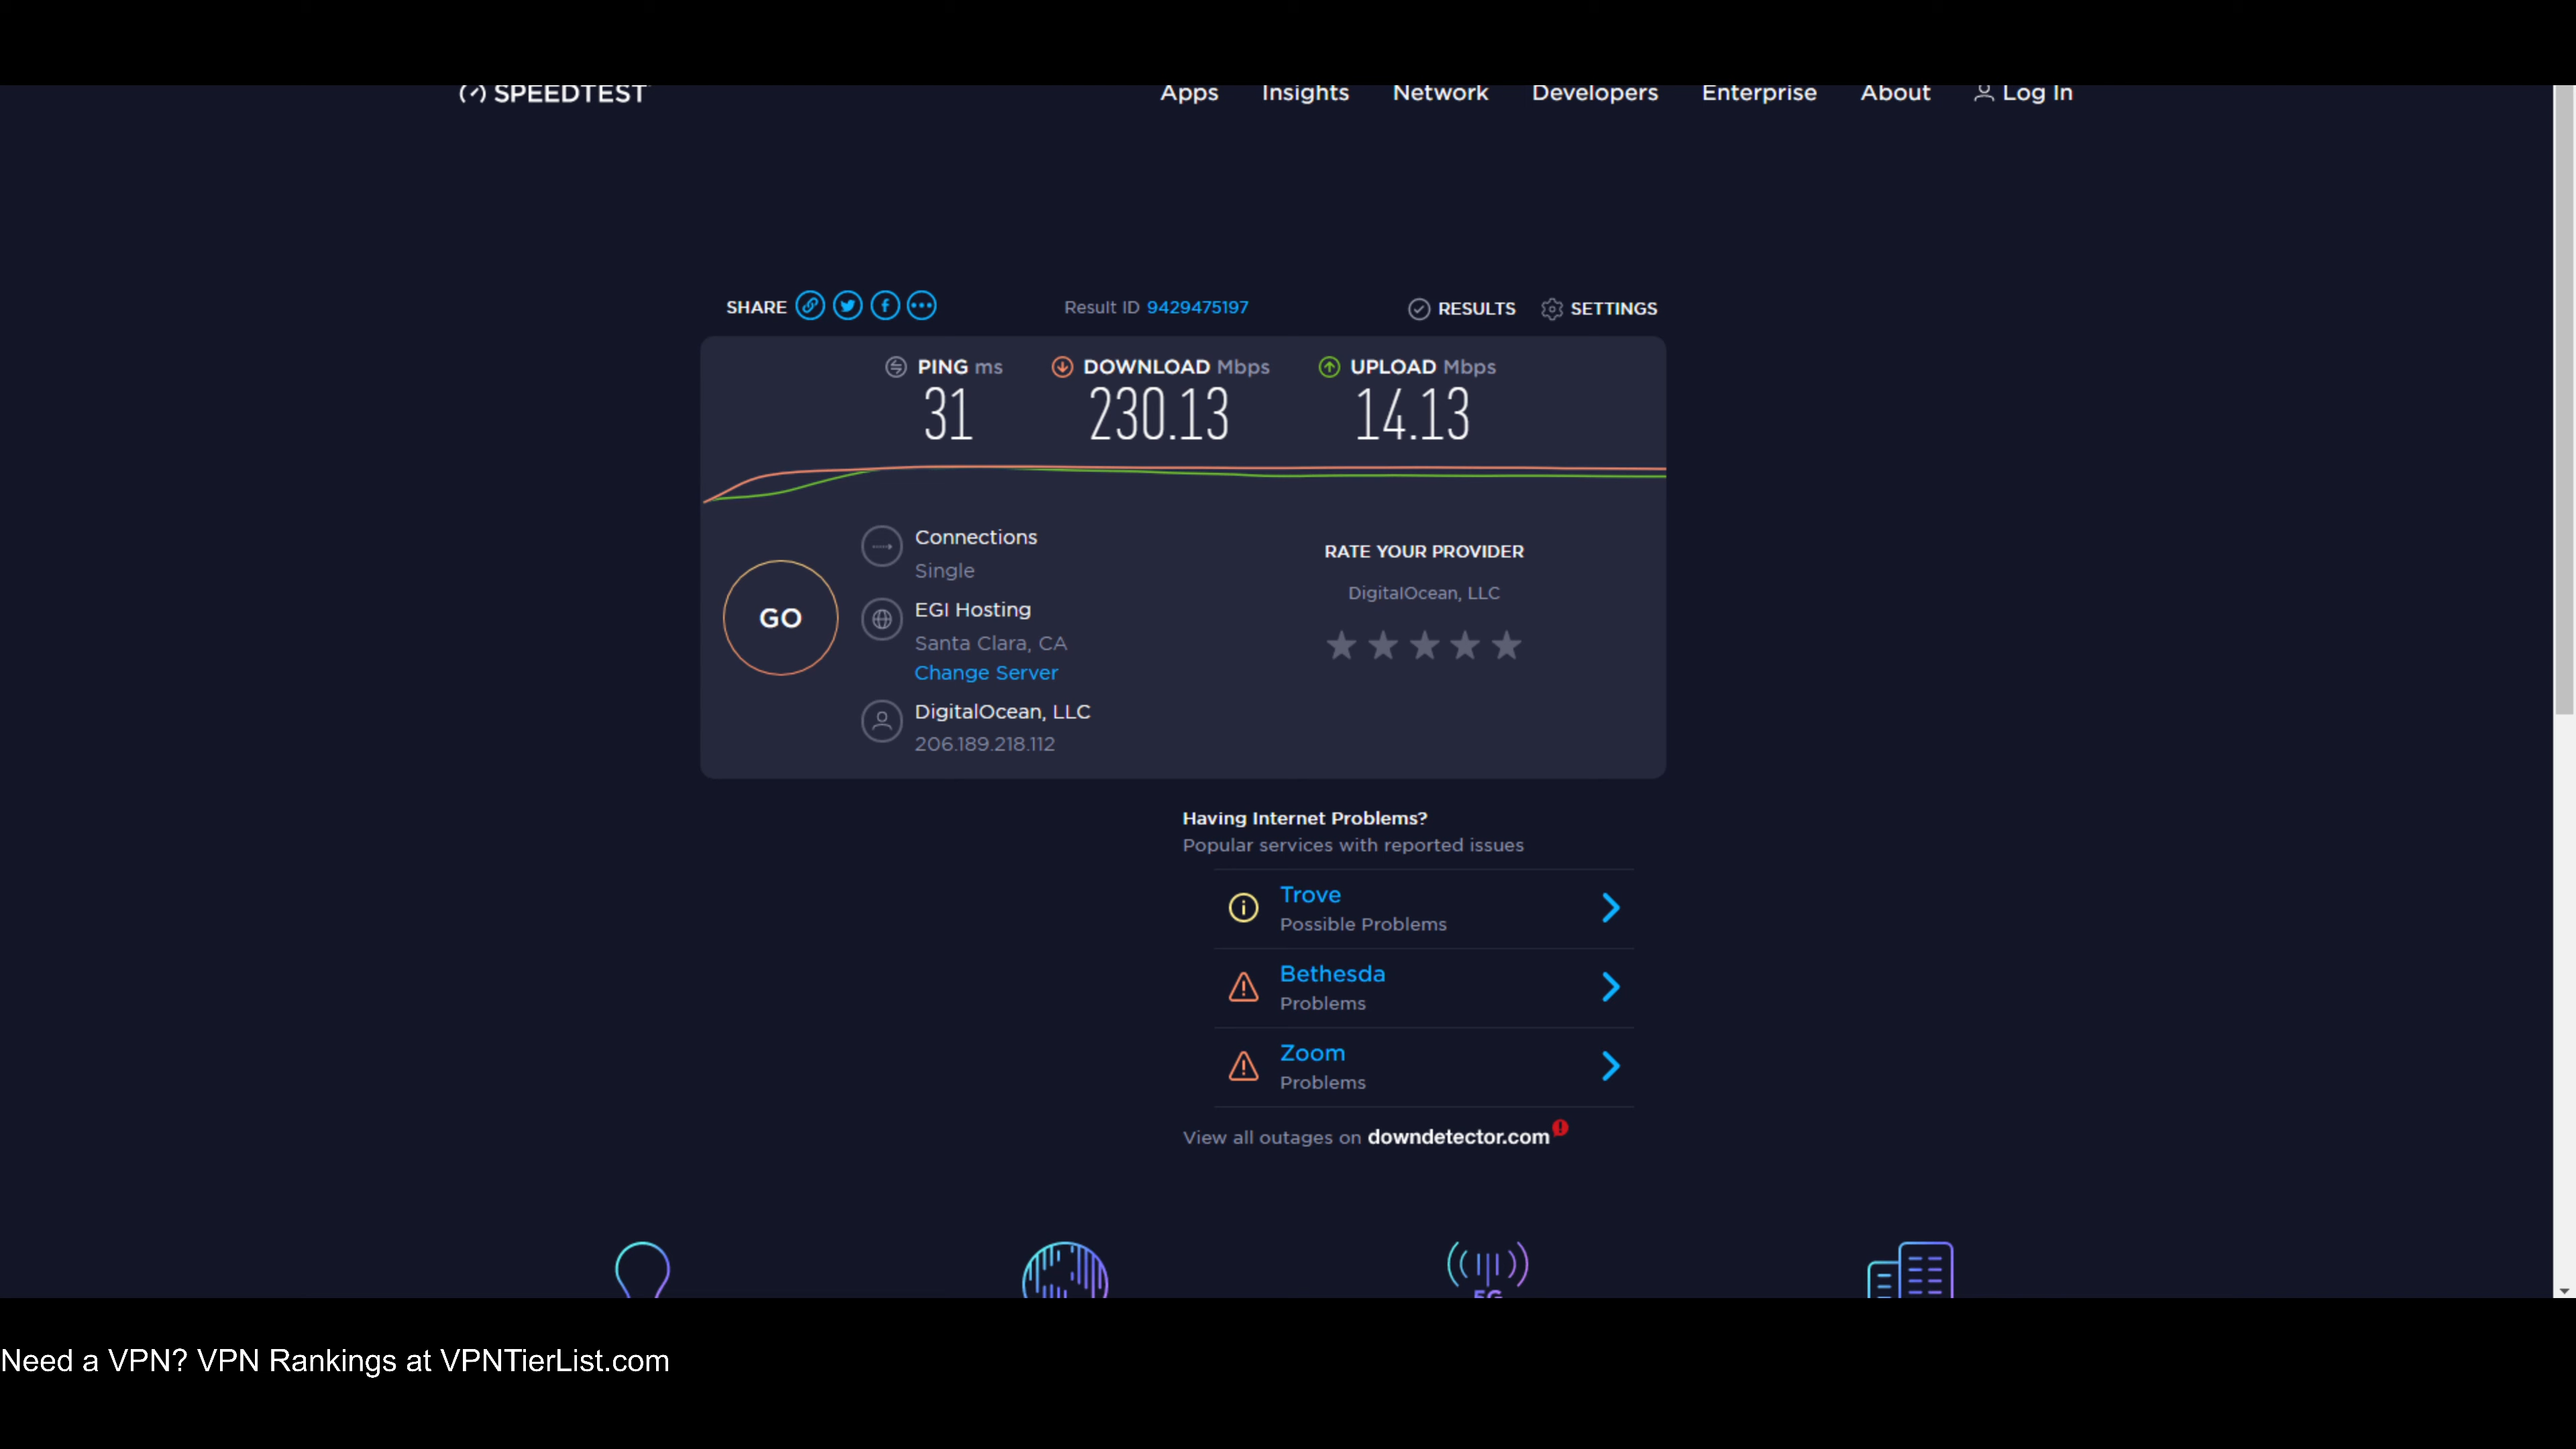 SPEEDTEST Apps Insights Network Developers Enterprise About Log In
SHARE Result ID 9429475197 RESULTS SETTINGS
PING ms DOWNLOAD Mbps UPLOAD Mbps
31 230.13 14.13
Connections
Single
EGI Hosting
Santa Clara, CA
Change Server
DigitalOcean, LLC
206.189.218.112
GO
RATE YOUR PROVIDER
DigitalOcean, LLC
Having Internet Problems?
Popular services with reported issues
Trove
Possible Problems
Bethesda
Problems
Zoom
Problems
View all outages on downdetector.com
5G
Need a VPN? VPN Rankings at VPNTierList.com